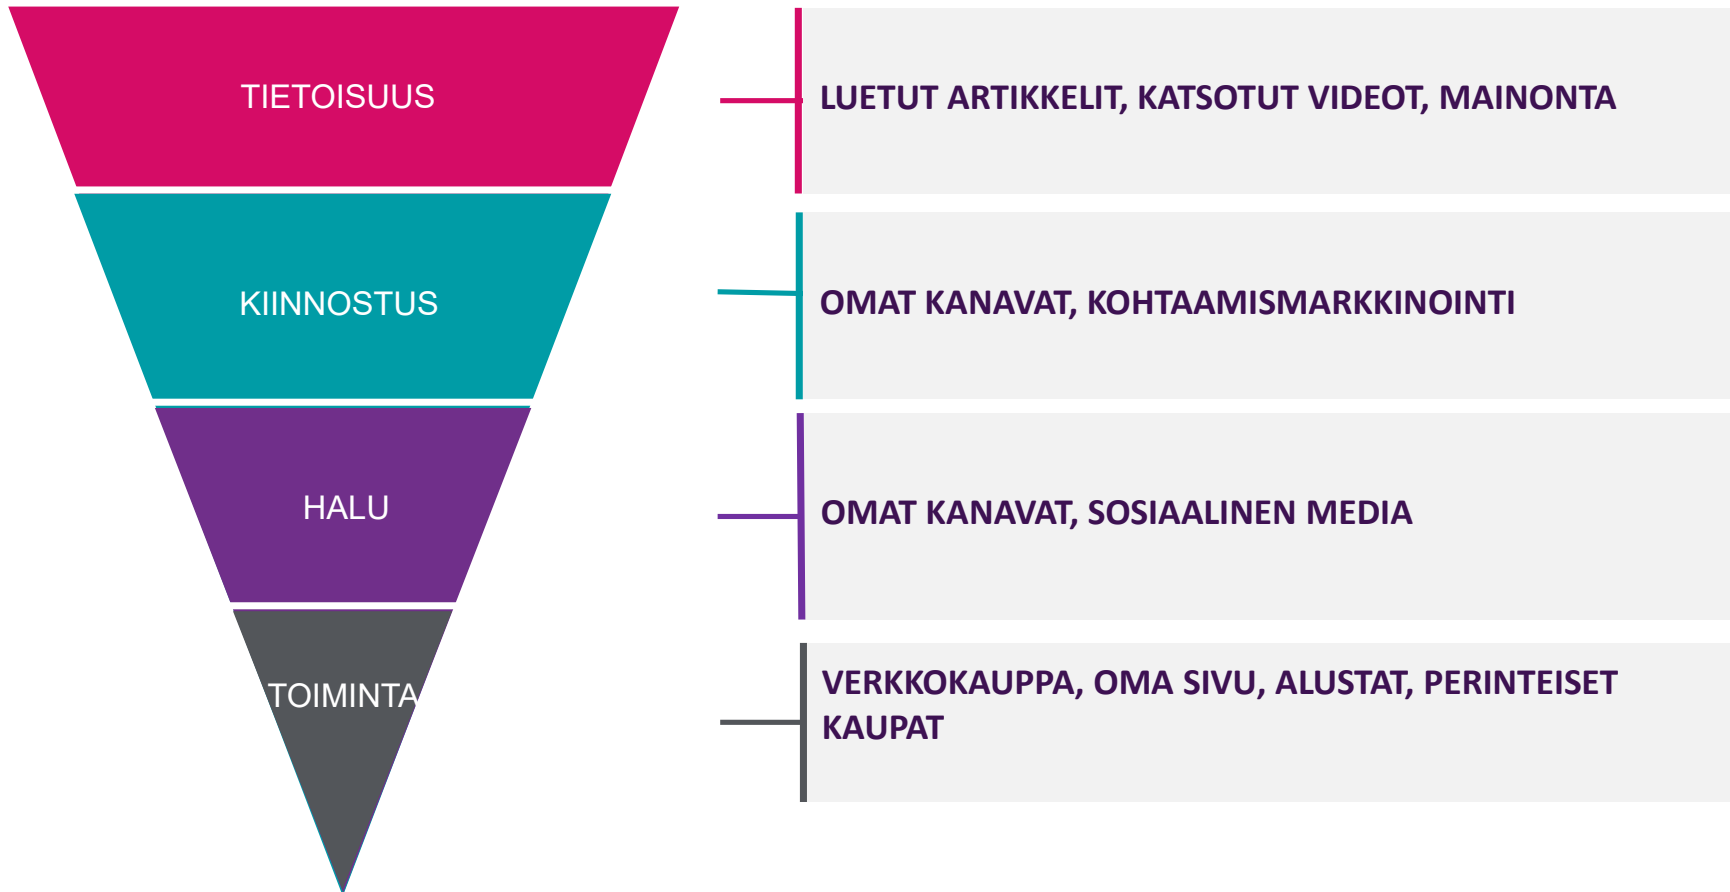 TIETOISUUS
LUETUT ARTIKKELIT, KATSOTUT VIDEOT, MAINONTA
KIINNOSTUS
OMAT KANAVAT, KOHTAAMISMARKKINOINTI
HALU
OMAT KANAVAT, SOSIAALINEN MEDIA
TOIMINTA
VERKKOKAUPPA, OMA SIVU, ALUSTAT, PERINTEISET
KAUPAT